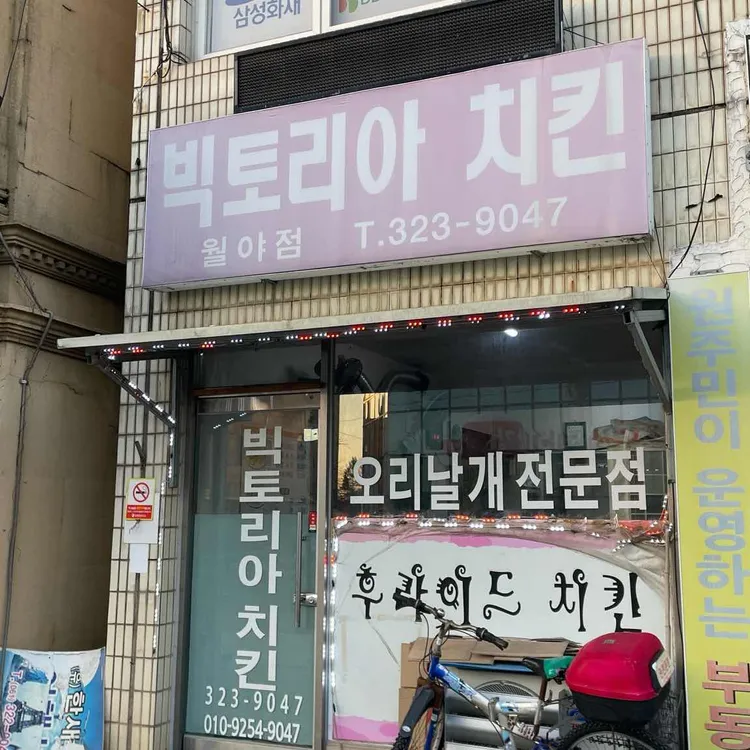 삼성화재
빅토리아 치킨
월야점 T.323-9047
빅토리아치킨
323-9047
010-9254-9047
오리날개 전문점
후라이드 치킨
원주민이 운영하는 부동